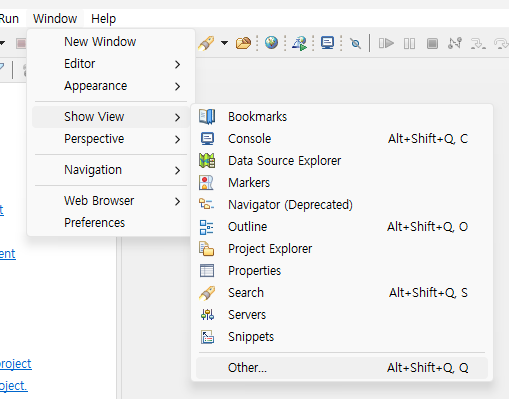 Run Window Help
New Window
Editor
Appearance
Show View
Perspective
Navigation
Web Browser
Preferences
Bookmarks
Console Alt+Shift+Q, C
Data Source Explorer
Markers
Navigator (Deprecated)
Outline Alt+Shift+Q, O
Project Explorer
Properties
Search Alt+Shift+Q, S
Servers
Snippets
Other... Alt+Shift+Q, Q
project
oject.